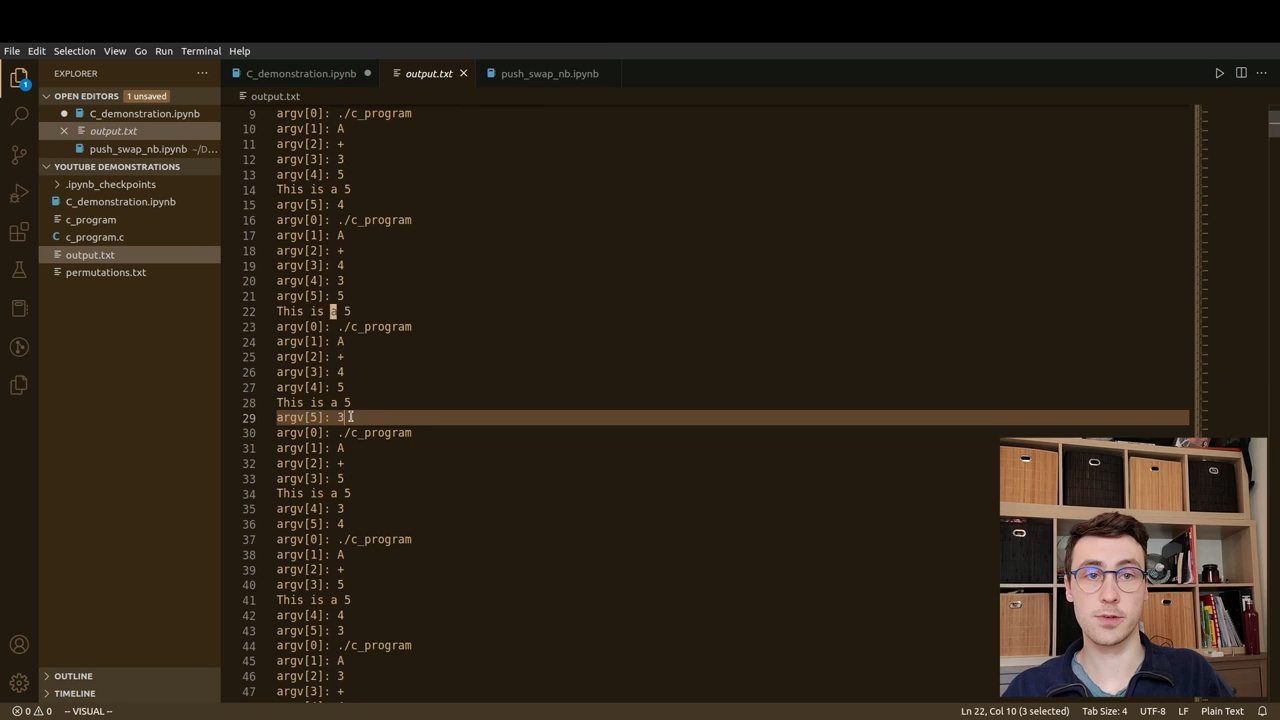 File Edit Selection View Go Run Terminal Help
EXPLORER
OPEN EDITORS 1 unsaved
C_demonstration.ipynb
output.txt
push_swap_nb.ipynb ~/D...
YOUTUBE DEMONSTRATIONS
.ipynb_checkpoints
C_demonstration.ipynb
c_program
C c_program.c
output.txt
permutations.txt
OUTLINE
TIMELINE
C_demonstration.ipynb output.txt push_swap_nb.ipynb
output.txt
9 argv[0]: ./c_program
10 argv[1]: A
11 argv[2]: +
12 argv[3]: 3
13 argv[4]: 5
14 This is a 5
15 argv[5]: 4
16 argv[0]: ./c_program
17 argv[1]: A
18 argv[2]: +
19 argv[3]: 4
20 argv[4]: 3
21 argv[5]: 5
22 This is a 5
23 argv[0]: ./c_program
24 argv[1]: A
25 argv[2]: +
26 argv[3]: 4
27 argv[4]: 5
28 This is a 5
29 argv[5]: 3
30 argv[0]: ./c_program
31 argv[1]: A
32 argv[2]: +
33 argv[3]: 5
34 This is a 5
35 argv[4]: 3
36 argv[5]: 4
37 argv[0]: ./c_program
38 argv[1]: A
39 argv[2]: +
40 argv[3]: 5
41 This is a 5
42 argv[4]: 4
43 argv[5]: 3
44 argv[0]: ./c_program
45 argv[1]: A
46 argv[2]: 3
47 argv[3]: +
0 0 -- VISUAL -- Ln 22, Col 10 (3 selected) Tab Size: 4 UTF-8 LF Plain Text